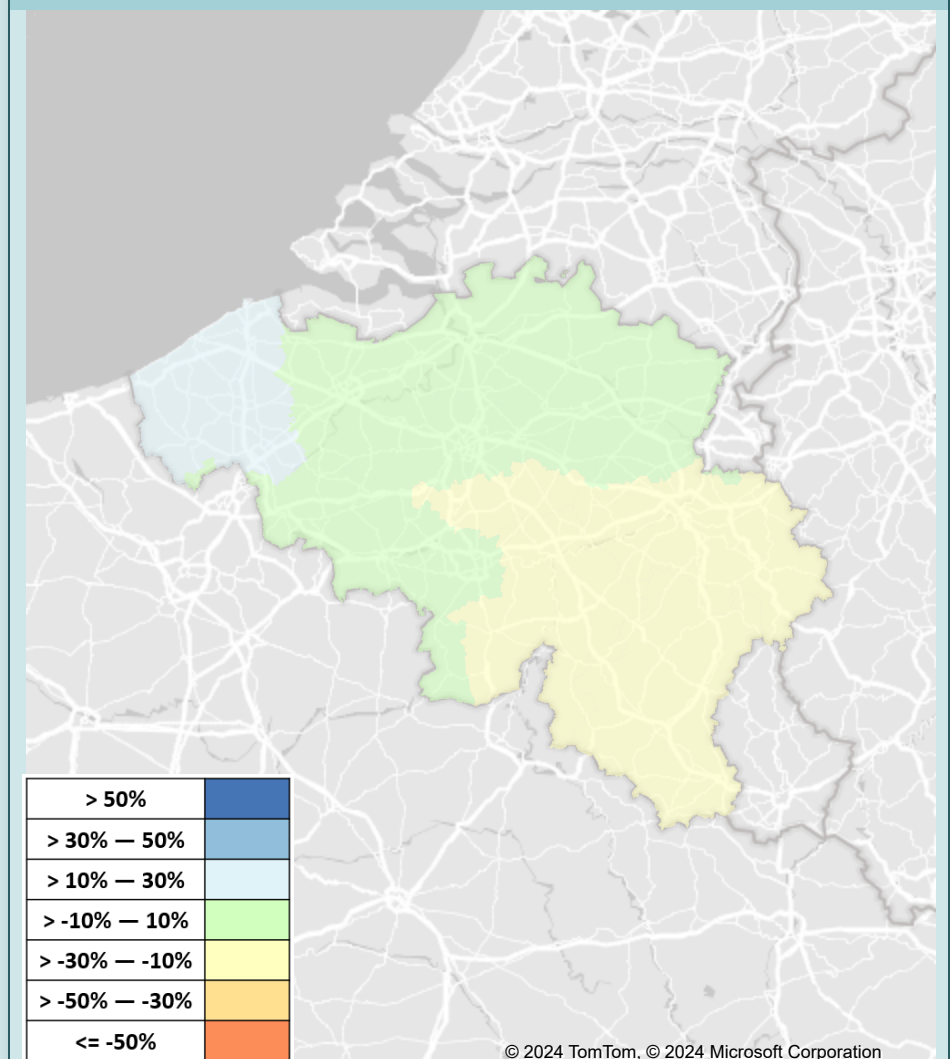 > 50%
> 30% — 50%
> 10% — 30%
> -10% — 10%
> -30% — -10%
> -50% — -30%
<= -50%
© 2024 TomTom, © 2024 Microsoft Corporation